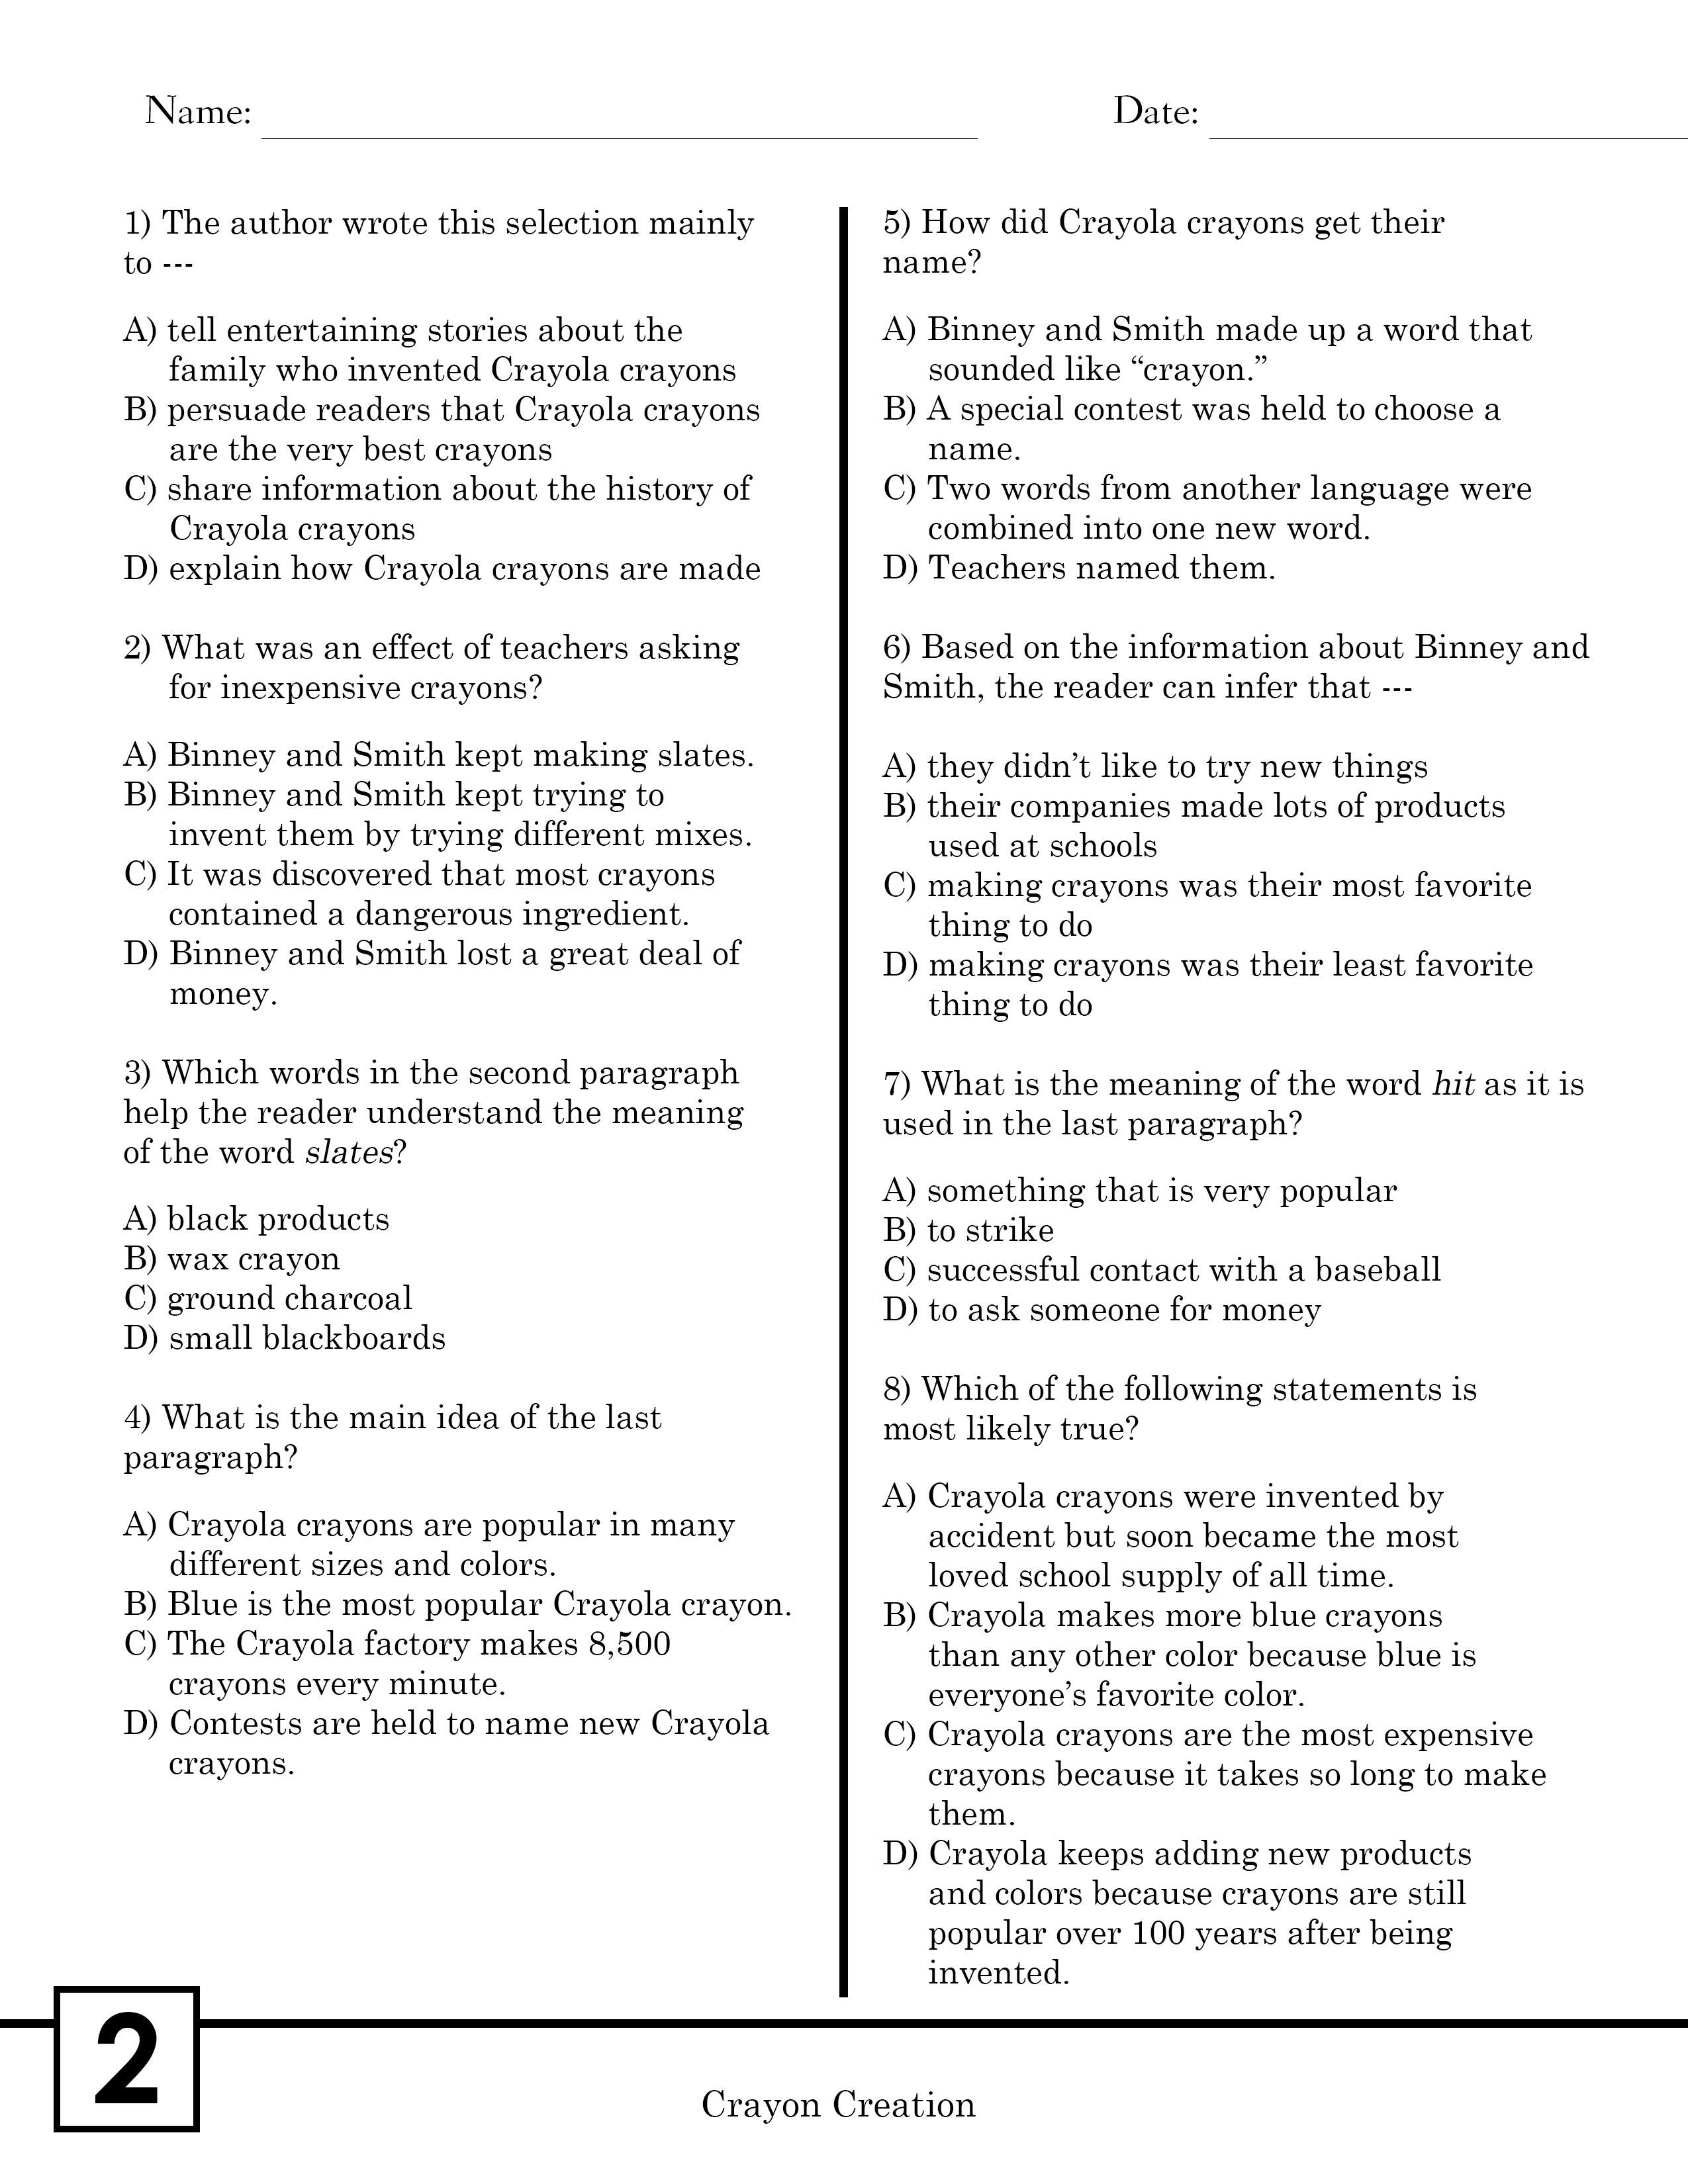 Name:
Date:
1) The author wrote this selection mainly
to ---
A) tell entertaining stories about the
family who invented Crayola crayons
B) persuade readers that Crayola crayons
are the very best crayons
C) share information about the history of
Crayola crayons
D) explain how Crayola crayons are made
2) What was an effect of teachers asking
for inexpensive crayons?
A) Binney and Smith kept making slates.
B) Binney and Smith kept trying to
invent them by trying different mixes.
C) It was discovered that most crayons
contained a dangerous ingredient.
D) Binney and Smith lost a great deal of
money.
3) Which words in the second paragraph
help the reader understand the meaning
of the word slates?
A) black products
B) wax crayon
C) ground charcoal
D) small blackboards
4) What is the main idea of the last
paragraph?
A) Crayola crayons are popular in many
different sizes and colors.
B) Blue is the most popular Crayola crayon.
C) The Crayola factory makes 8,500
crayons every minute.
D) Contests are held to name new Crayola
crayons.
5) How did Crayola crayons get their
name?
A) Binney and Smith made up a word that
sounded like “crayon.”
B) A special contest was held to choose a
name.
C) Two words from another language were
combined into one new word.
D) Teachers named them.
6) Based on the information about Binney and
Smith, the reader can infer that ---
A) they didn’t like to try new things
B) their companies made lots of products
used at schools
C) making crayons was their most favorite
thing to do
D) making crayons was their least favorite
thing to do
7) What is the meaning of the word hit as it is
used in the last paragraph?
A) something that is very popular
B) to strike
C) successful contact with a baseball
D) to ask someone for money
8) Which of the following statements is
most likely true?
A) Crayola crayons were invented by
accident but soon became the most
loved school supply of all time.
B) Crayola makes more blue crayons
than any other color because blue is
everyone’s favorite color.
C) Crayola crayons are the most expensive
crayons because it takes so long to make
them.
D) Crayola keeps adding new products
and colors because crayons are still
popular over 100 years after being
invented.
2
Crayon Creation